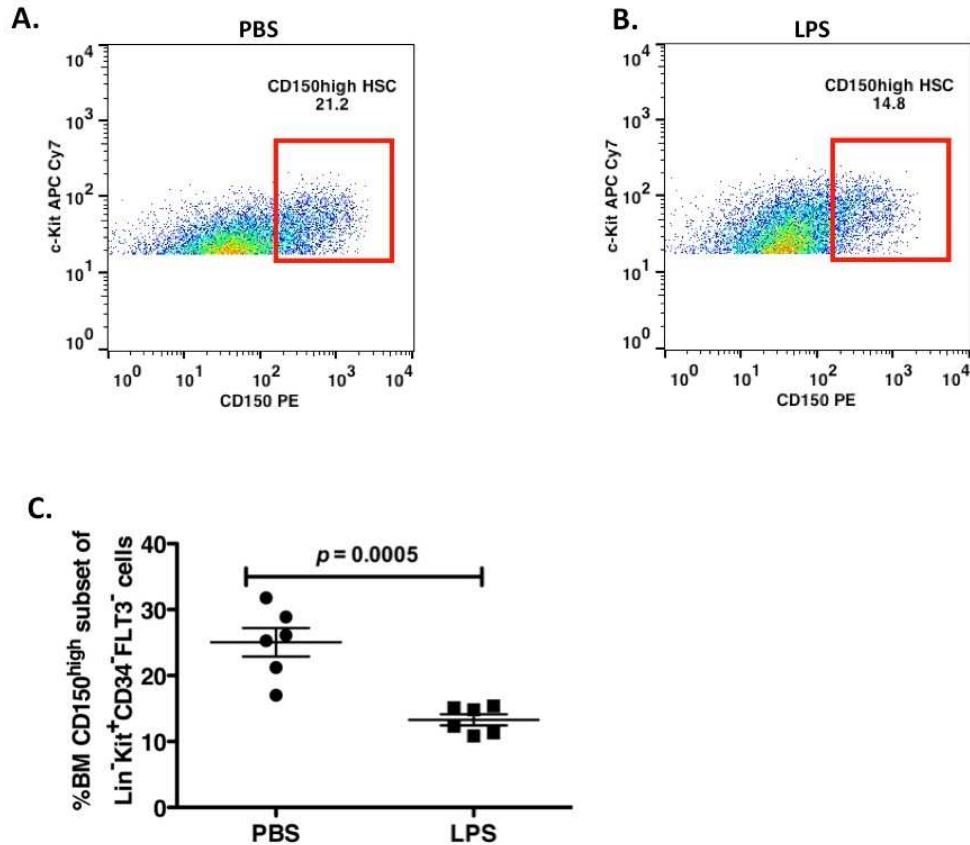 A.
PBS
10⁴
CD150high HSC
21.2
10³
c-Kit APC Cy7
10²
10¹
10⁰
10⁰ 10¹ 10² 10³ 10⁴
CD150 PE
B.
LPS
10⁴
CD150high HSC
14.8
10³
c-Kit APC Cy7
10²
10¹
10⁰
10⁰ 10¹ 10² 10³ 10⁴
CD150 PE
C.
%BM CD150ʰⁱᵍʰ subset of
Lin⁻Kit⁺CD34⁻FLT3⁻ cells
40
p = 0.0005
30
20
10
0
PBS LPS